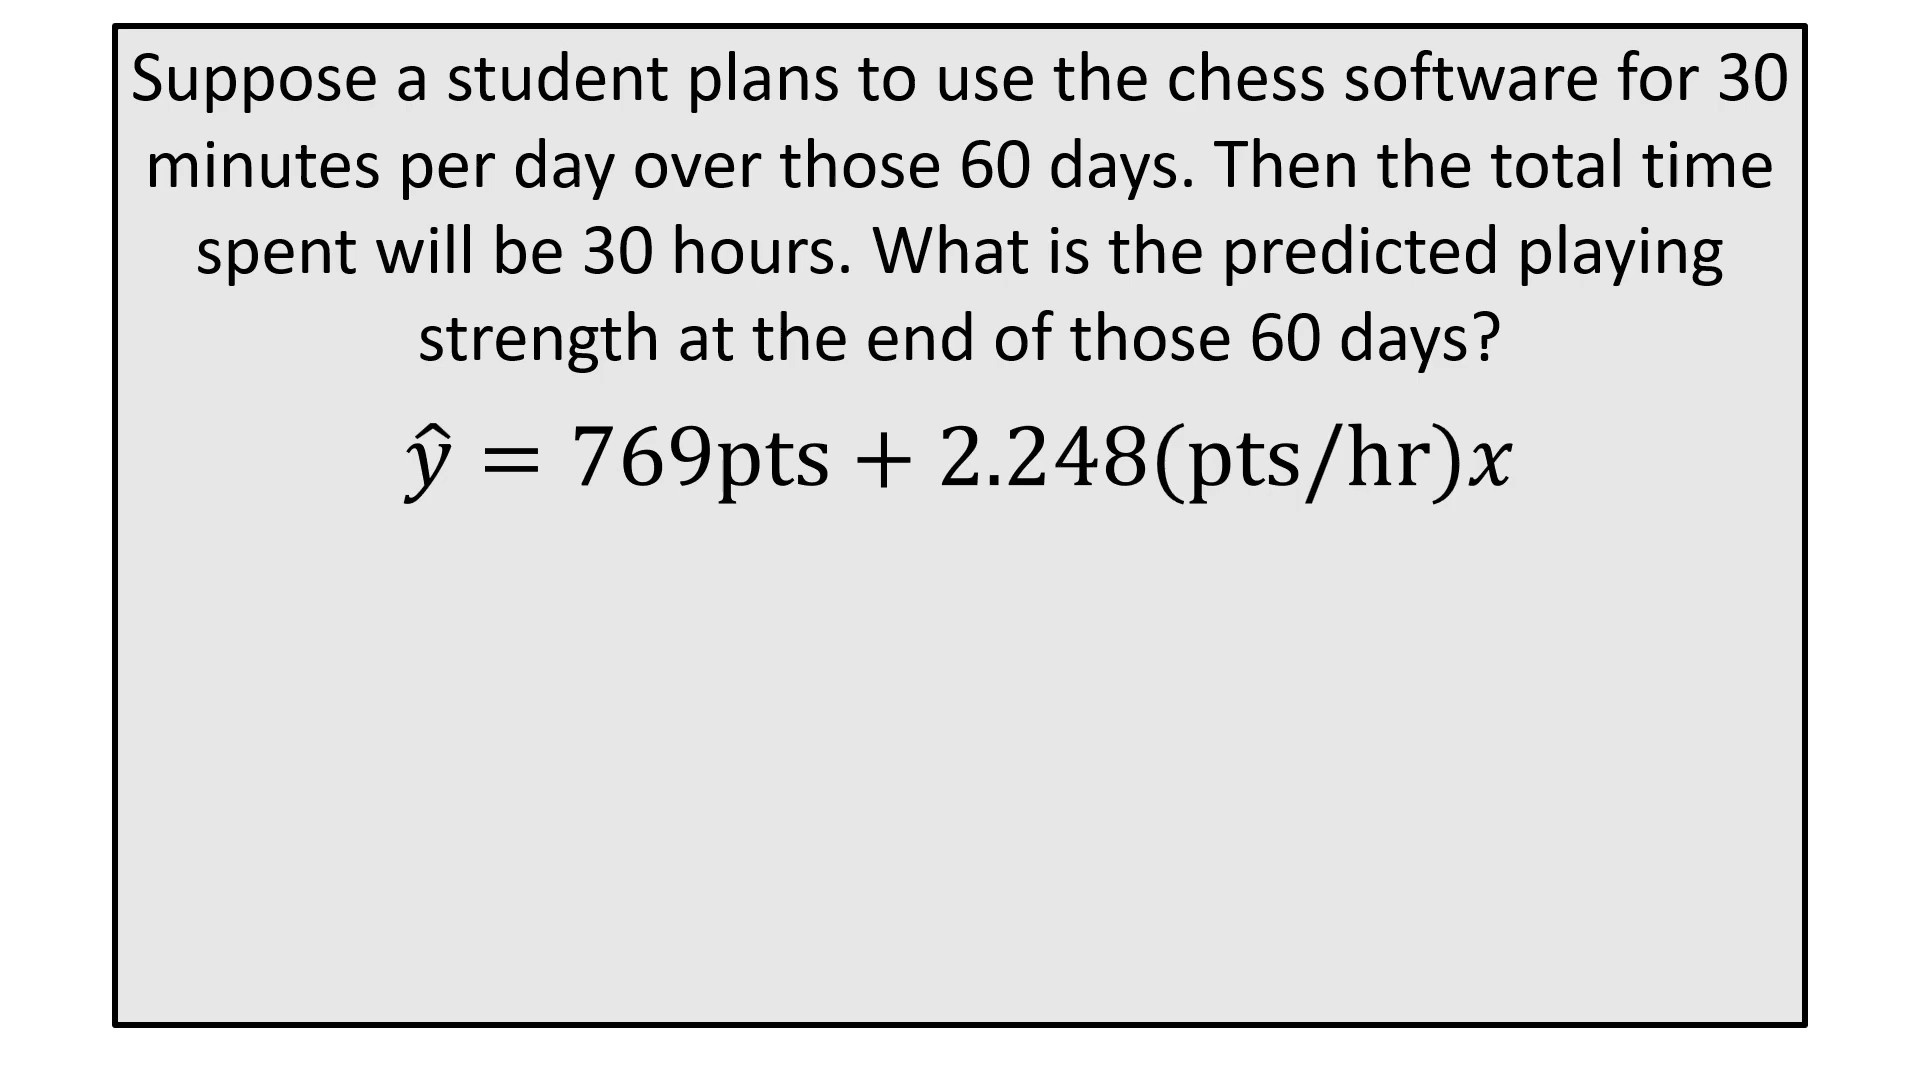 Suppose a student plans to use the chess software for 30
minutes per day over those 60 days. Then the total time
spent will be 30 hours. What is the predicted playing
strength at the end of those 60 days?
ŷ = 769pts + 2.248(pts/hr)x